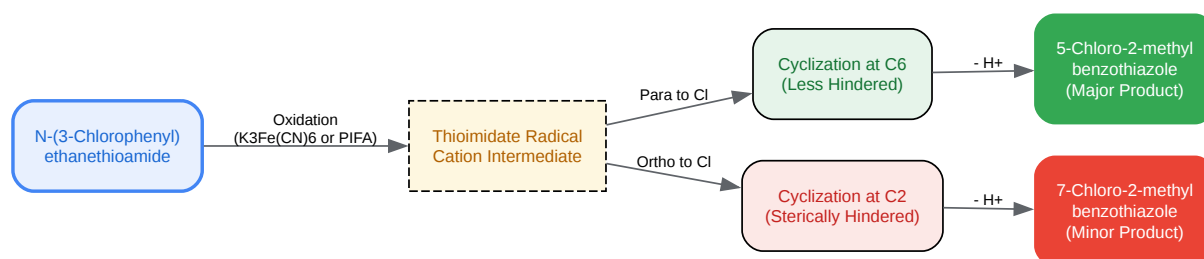 N-(3-Chlorophenyl)
ethanethioamide
Oxidation
(K3Fe(CN)6 or PIFA)
Thioimidate Radical
Cation Intermediate
Para to Cl
Ortho to Cl
Cyclization at C6
(Less Hindered)
- H+
5-Chloro-2-methyl
benzothiazole
(Major Product)
Cyclization at C2
(Sterically Hindered)
- H+
7-Chloro-2-methyl
benzothiazole
(Minor Product)